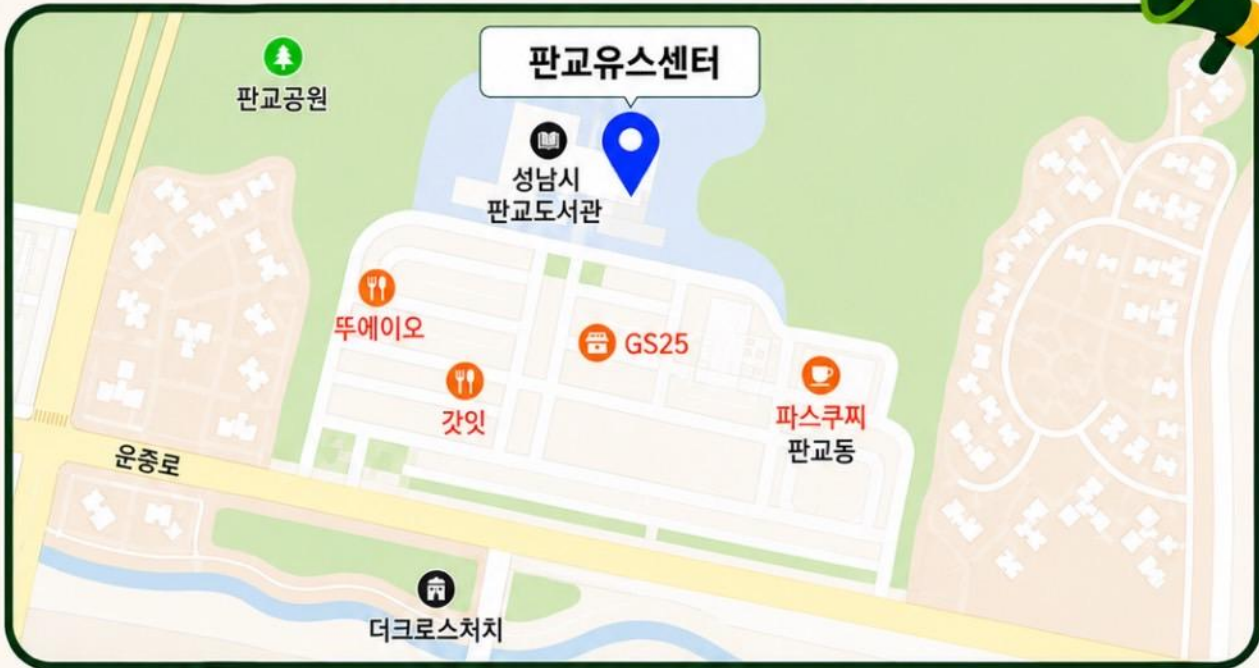 판교유스센터
판교공원
성남시
판교도서관
뚜에이오
GS25
갓잇
파스쿠찌
판교동
운중로
더크로스처치